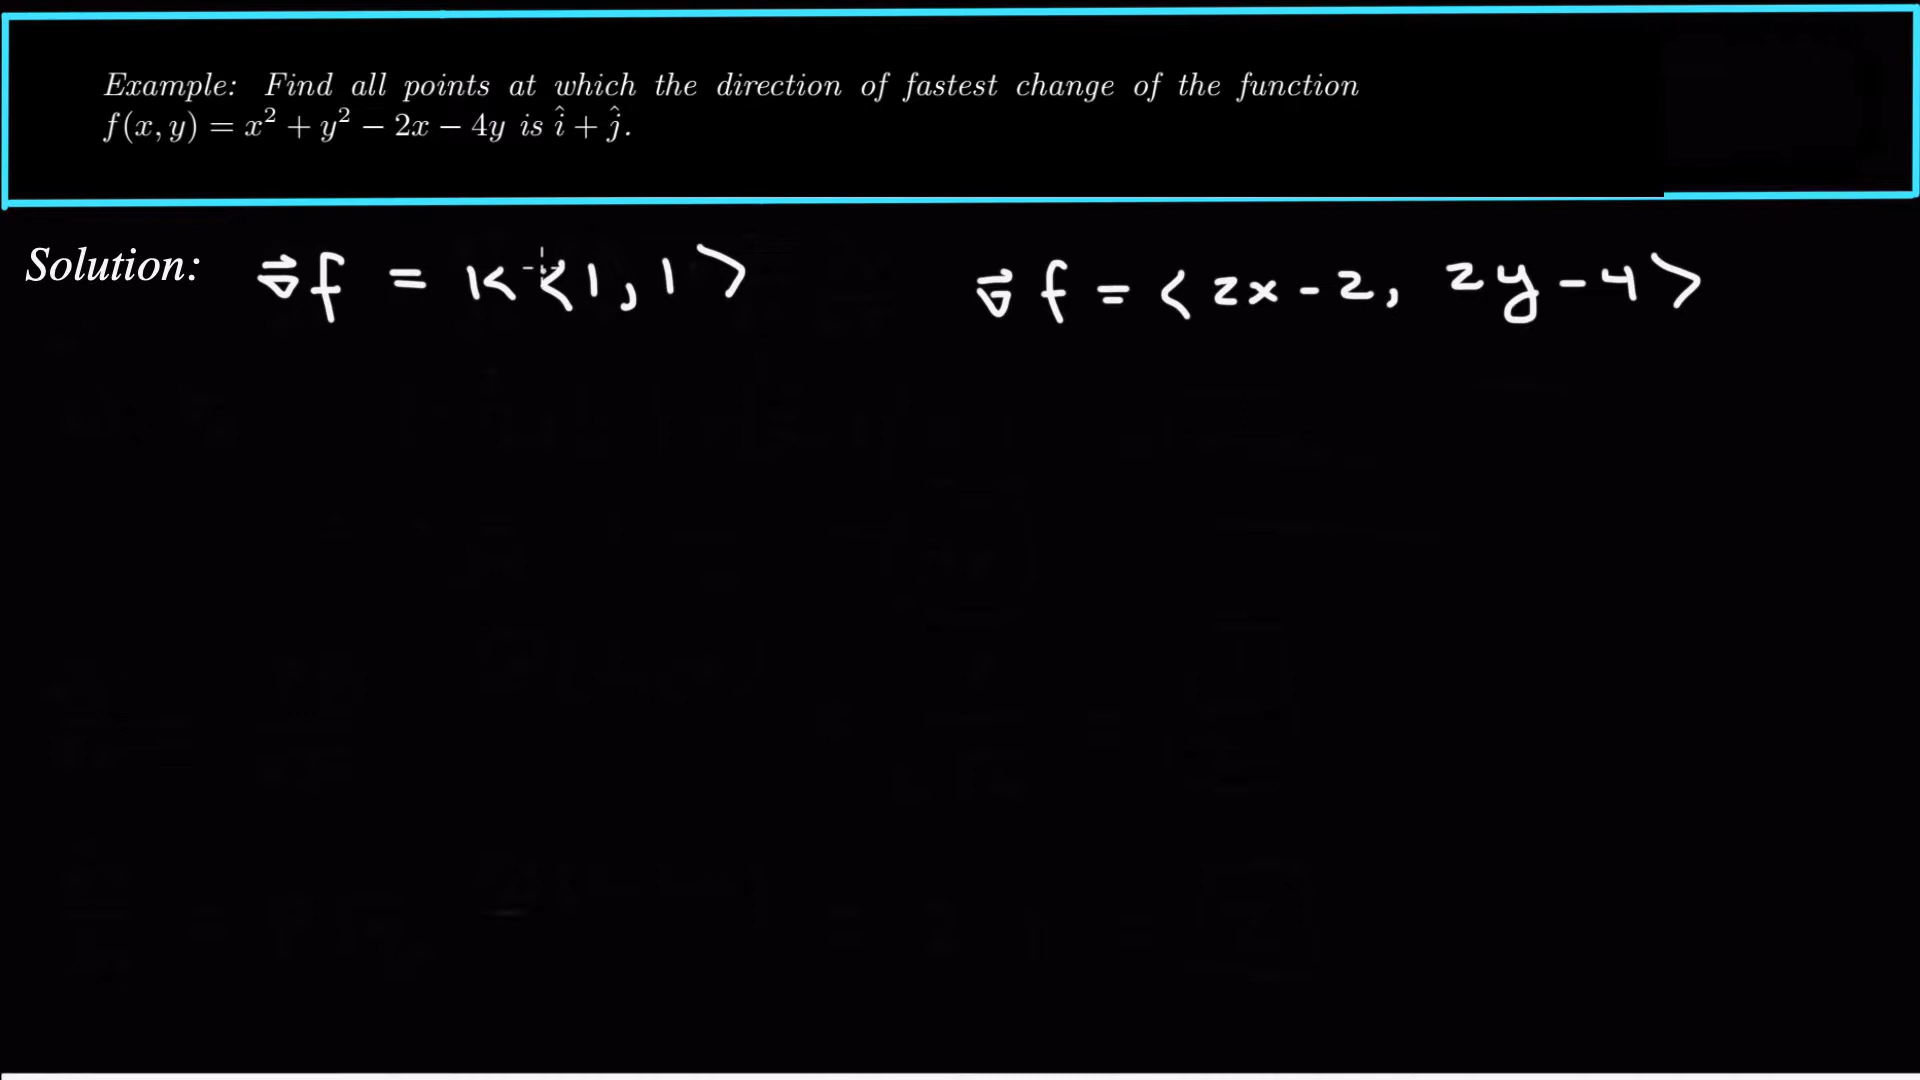 Example: Find all points at which the direction of fastest change of the function
f(x, y) = x² + y² − 2x − 4y is î + ĵ.
Solution: ∇⃗f = K<1, 1> ∇⃗f = <2x - 2, 2y - 4>